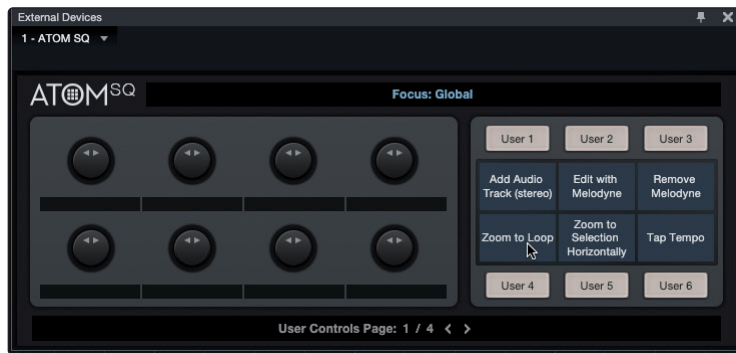 External Devices
1 - ATOM SQ
ATOM SQ
Focus: Global
User 1
User 2
User 3
Add Audio
Track (stereo)
Edit with
Melodyne
Remove
Melodyne
Zoom to Loop
Zoom to
Selection
Horizontally
Tap Tempo
User 4
User 5
User 6
User Controls Page: 1 / 4 < >